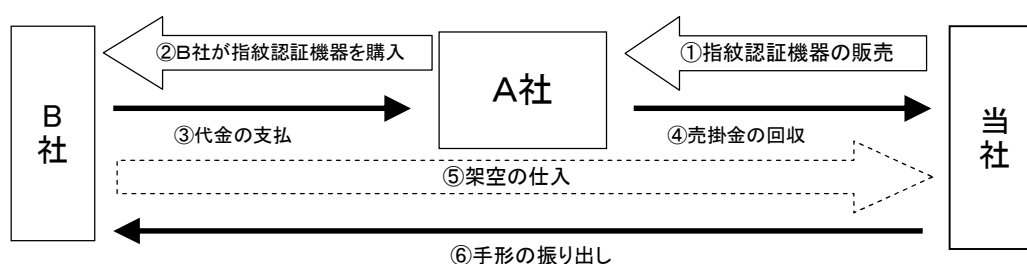 ②B社が指紋認証機器を購入
①指紋認証機器の販売
B社
A社
当社
③代金の支払
④売掛金の回収
⑤架空の仕入
⑥手形の振り出し